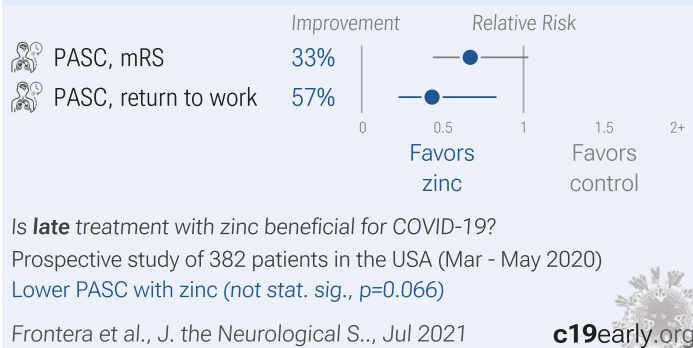 Improvement Relative Risk
PASC, mRS 33%
PASC, return to work 57%
0 0.5 1 1.5 2+
Favors zinc Favors control
Is late treatment with zinc beneficial for COVID-19?
Prospective study of 382 patients in the USA (Mar - May 2020)
Lower PASC with zinc (not stat. sig., p=0.066)
Frontera et al., J. the Neurological S.., Jul 2021 c19early.org